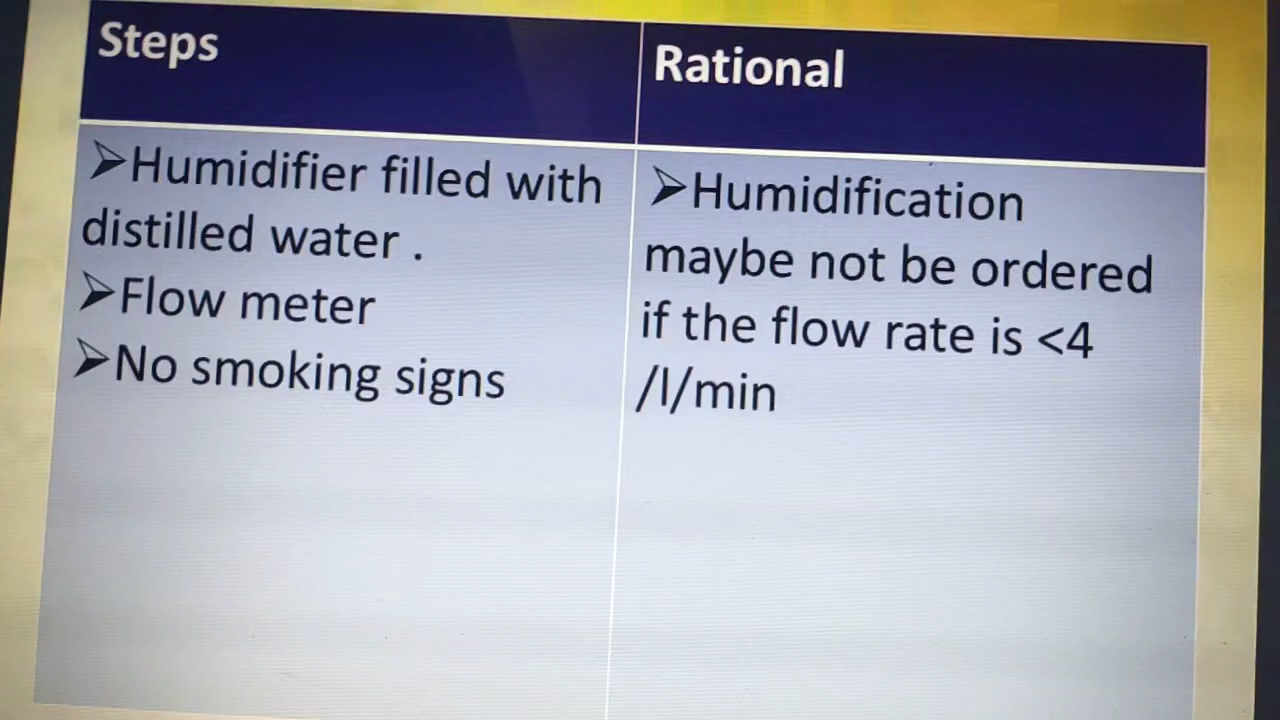 Steps
Rational
➢Humidifier filled with
distilled water .
➢Flow meter
➢No smoking signs
➢Humidification
maybe not be ordered
if the flow rate is <4
/l/min